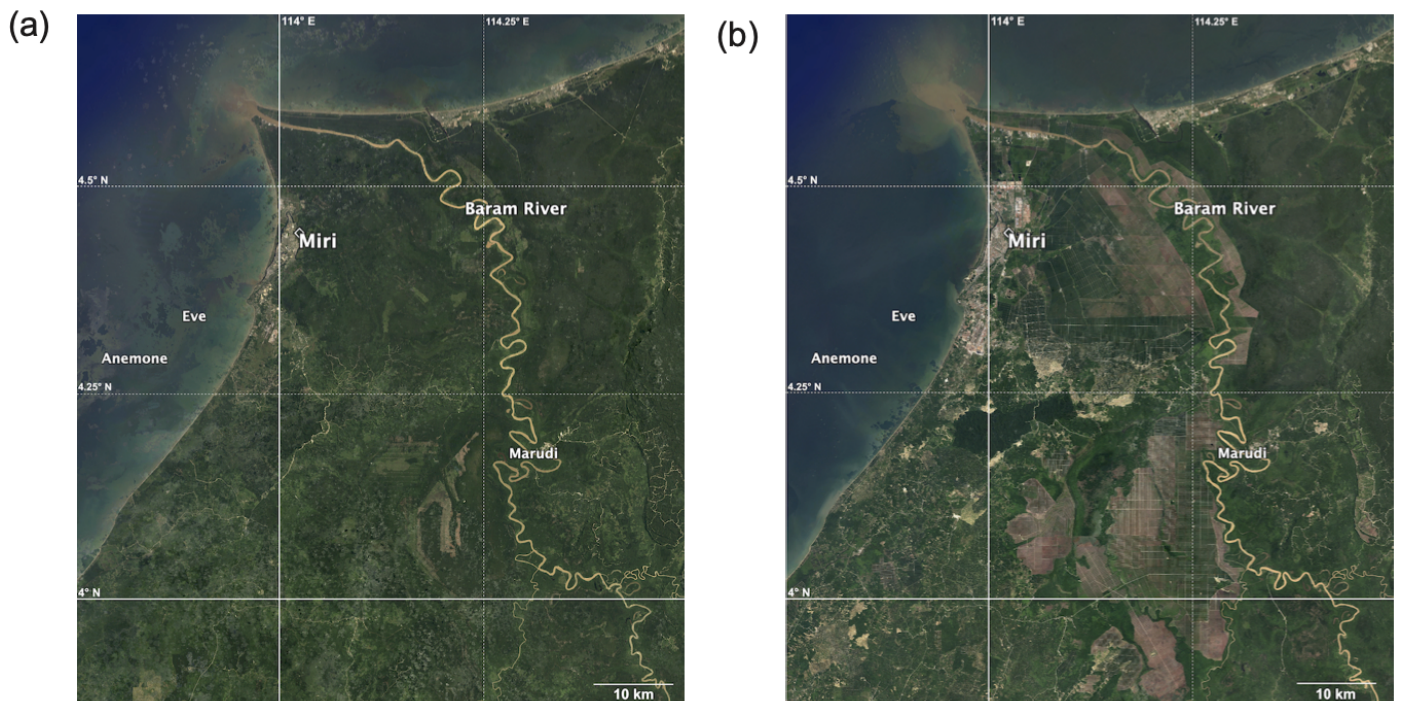 (a)
114° E
114.25° E
4.5° N
Baram River
Miri
Eve
Anemone
4.25° N
Marudi
4° N
10 km
(b)
114° E
114.25° E
4.5° N
Baram River
Miri
Eve
Anemone
4.25° N
Marudi
4° N
10 km